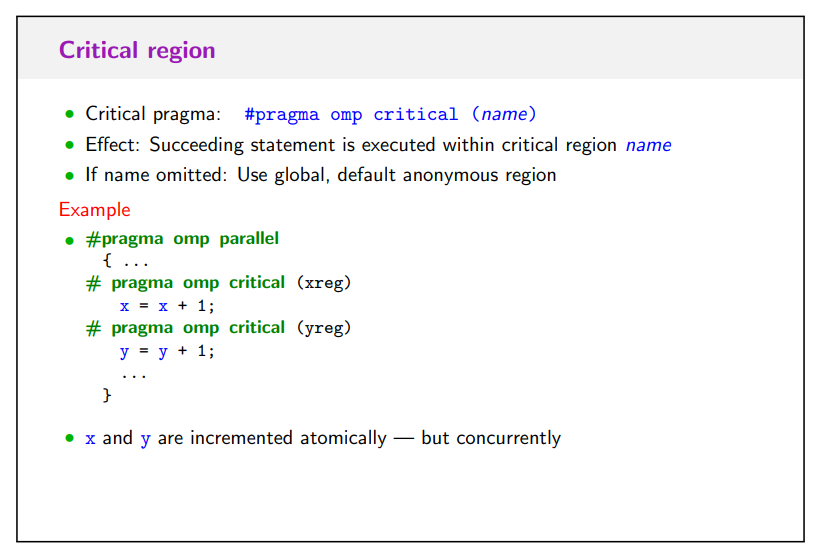 Critical region
• Critical pragma: #pragma omp critical (name)
• Effect: Succeeding statement is executed within critical region name
• If name omitted: Use global, default anonymous region
Example
• #pragma omp parallel
{ ...
# pragma omp critical (xreg)
x = x + 1;
# pragma omp critical (yreg)
y = y + 1;
...
}
• x and y are incremented atomically — but concurrently